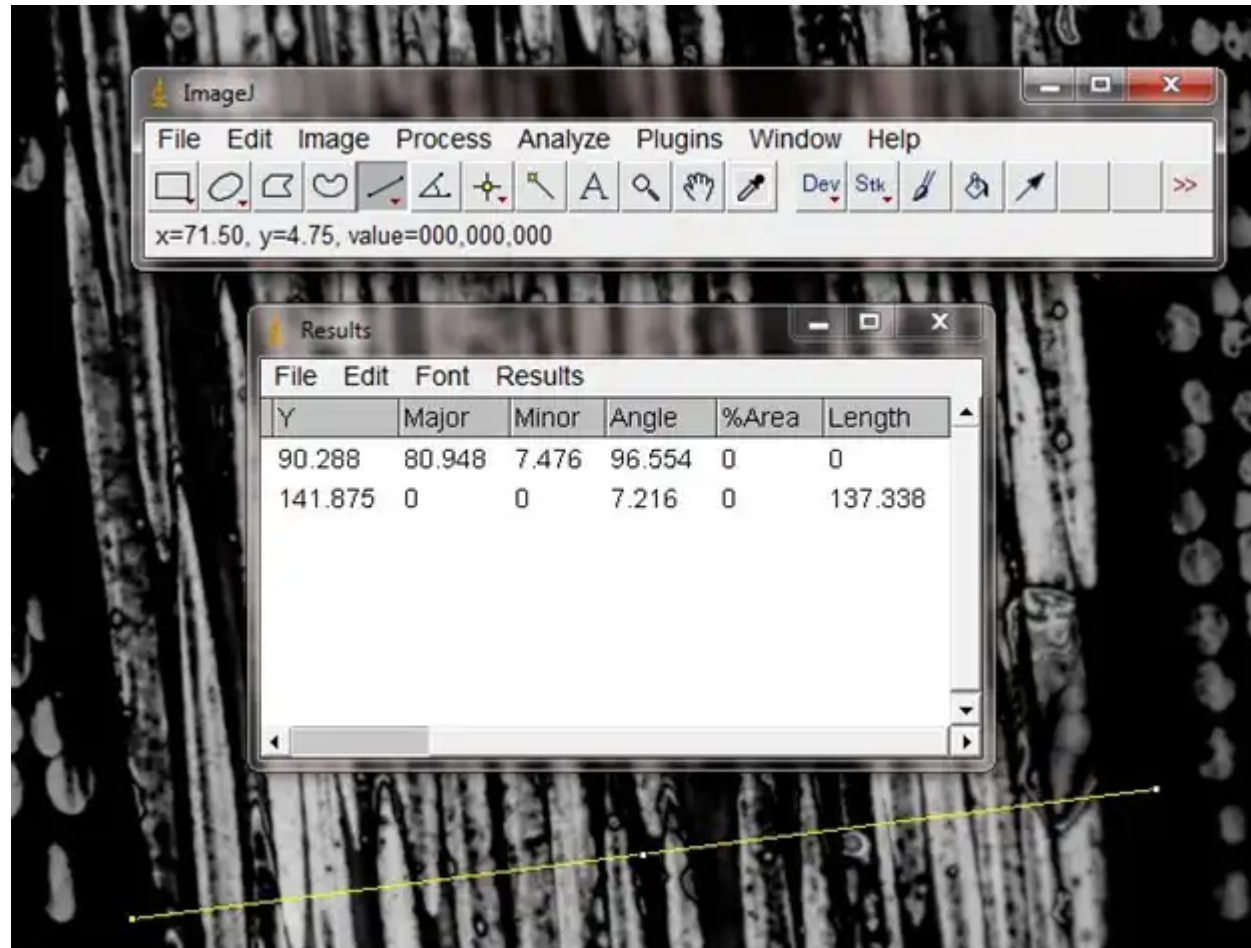 ImageJ
File Edit Image Process Analyze Plugins Window Help
A Dev Stk >>
x=71.50, y=4.75, value=000,000,000
Results
File Edit Font Results
Y Major Minor Angle %Area Length
90.288 80.948 7.476 96.554 0 0
141.875 0 0 7.216 0 137.338